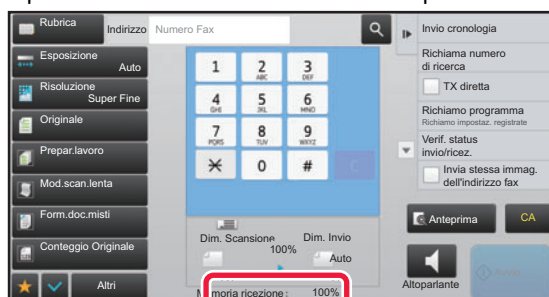 Rubrica
Indirizzo
Numero Fax
Esposizione
Auto
Risoluzione
Super Fine
Originale
Prepar.lavoro
Mod.scan.lenta
Form.doc.misti
Conteggio Originale
Altri
1
2
ABC
3
DEF
4
GHI
5
JKL
6
MNO
7
PQRS
8
TUV
9
WXYZ
0
#
C
Dim. Scansione
100%
Dim. Invio
Auto
Memoria ricezione: 100%
Invio cronologia
Richiama numero
di ricerca
TX diretta
Richiamo programma
Richiamo impostaz. registrate
Verif. status
invio/ricez.
Invia stessa immag.
dell'indirizzo fax
Anteprima
CA
Altoparlante
Avvio